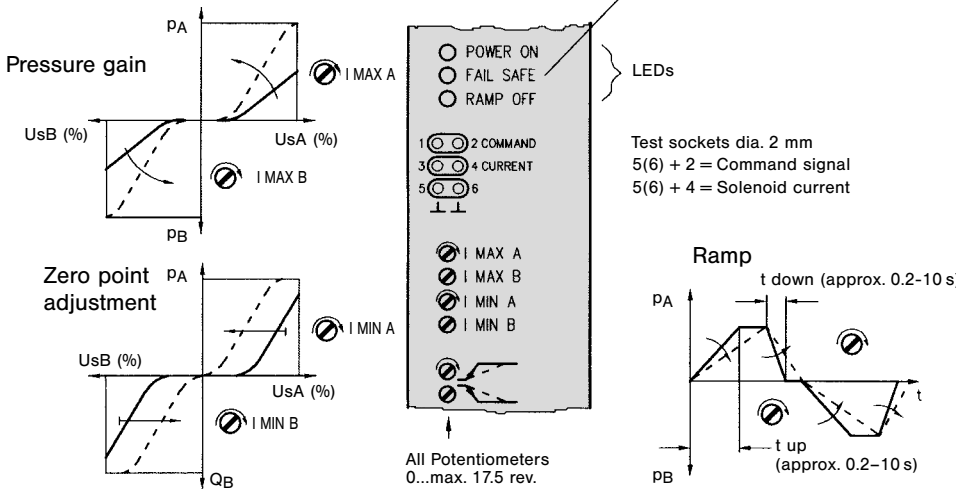 pA
Pressure gain
I MAX A
UsB (%)
UsA (%)
I MAX B
pB
POWER ON
FAIL SAFE
RAMP OFF
LEDs
1 2 COMMAND
3 4 CURRENT
5 6
Test sockets dia. 2 mm
5(6) + 2 = Command signal
5(6) + 4 = Solenoid current
I MAX A
I MAX B
I MIN A
I MIN B
All Potentiometers
0...max. 17.5 rev.
Zero point
adjustment
pA
I MIN A
UsB (%)
UsA (%)
I MIN B
QB
Ramp
t down (approx. 0.2–10 s)
pA
t
t up
(approx. 0.2–10 s)
pB